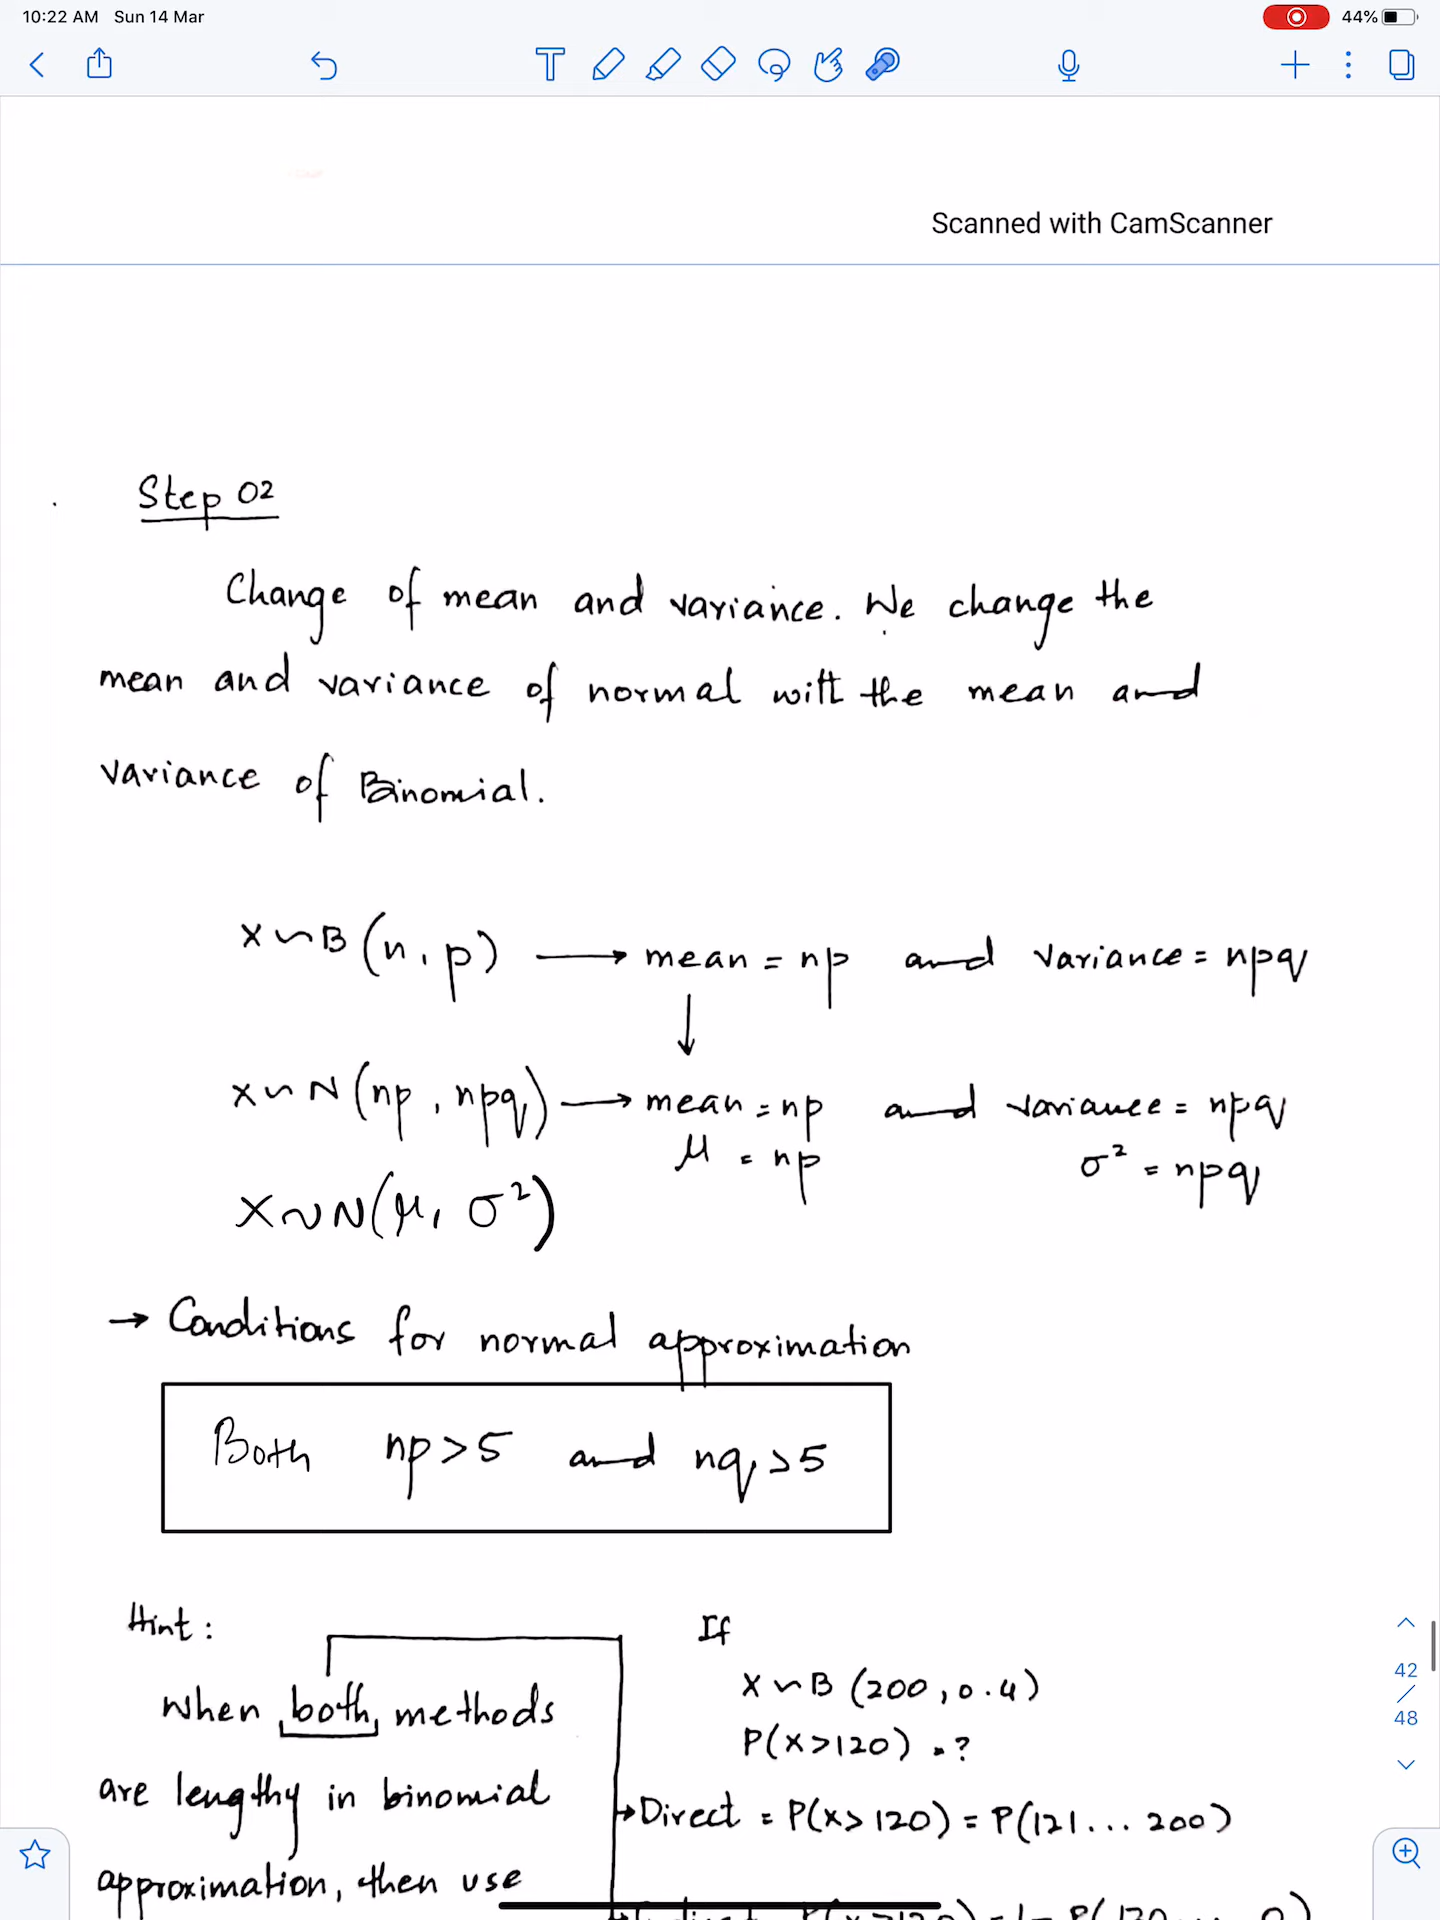 10:22 AM Sun 14 Mar 44%
Scanned with CamScanner
Step 02
Change of mean and variance. We change the
mean and variance of normal with the mean and
variance of Binomial.
X ~ B (n, p) → mean = np and variance = npq
↓
X ~ N (np, npq) → mean = np and variance = npq
μ = np σ² = npq
X ~ N(μ, σ²)
→ Conditions for normal approximation
Both np > 5 and nq > 5
Hint:
When both methods
are lengthy in binomial
approximation, then use
If
X ~ B (200, 0.4)
P(X > 120) = ?
→ Direct = P(X > 120) = P(121 ... 200)
42
/
48